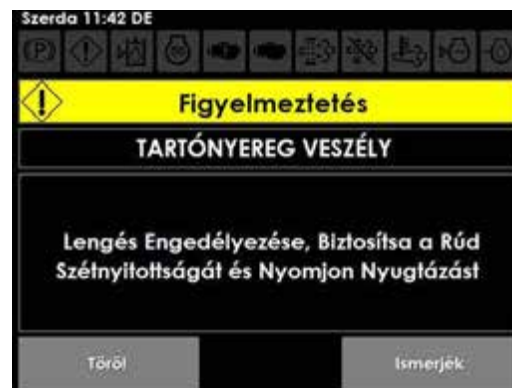 Szerda 11:42 DE
Figyelmeztetés
TARTÓNYEREG VESZÉLY
Lengés Engedélyezése, Biztosítsa a Rúd
Szétnyitottságát és Nyomjon Nyugtázást
Töröl
Ismerjék